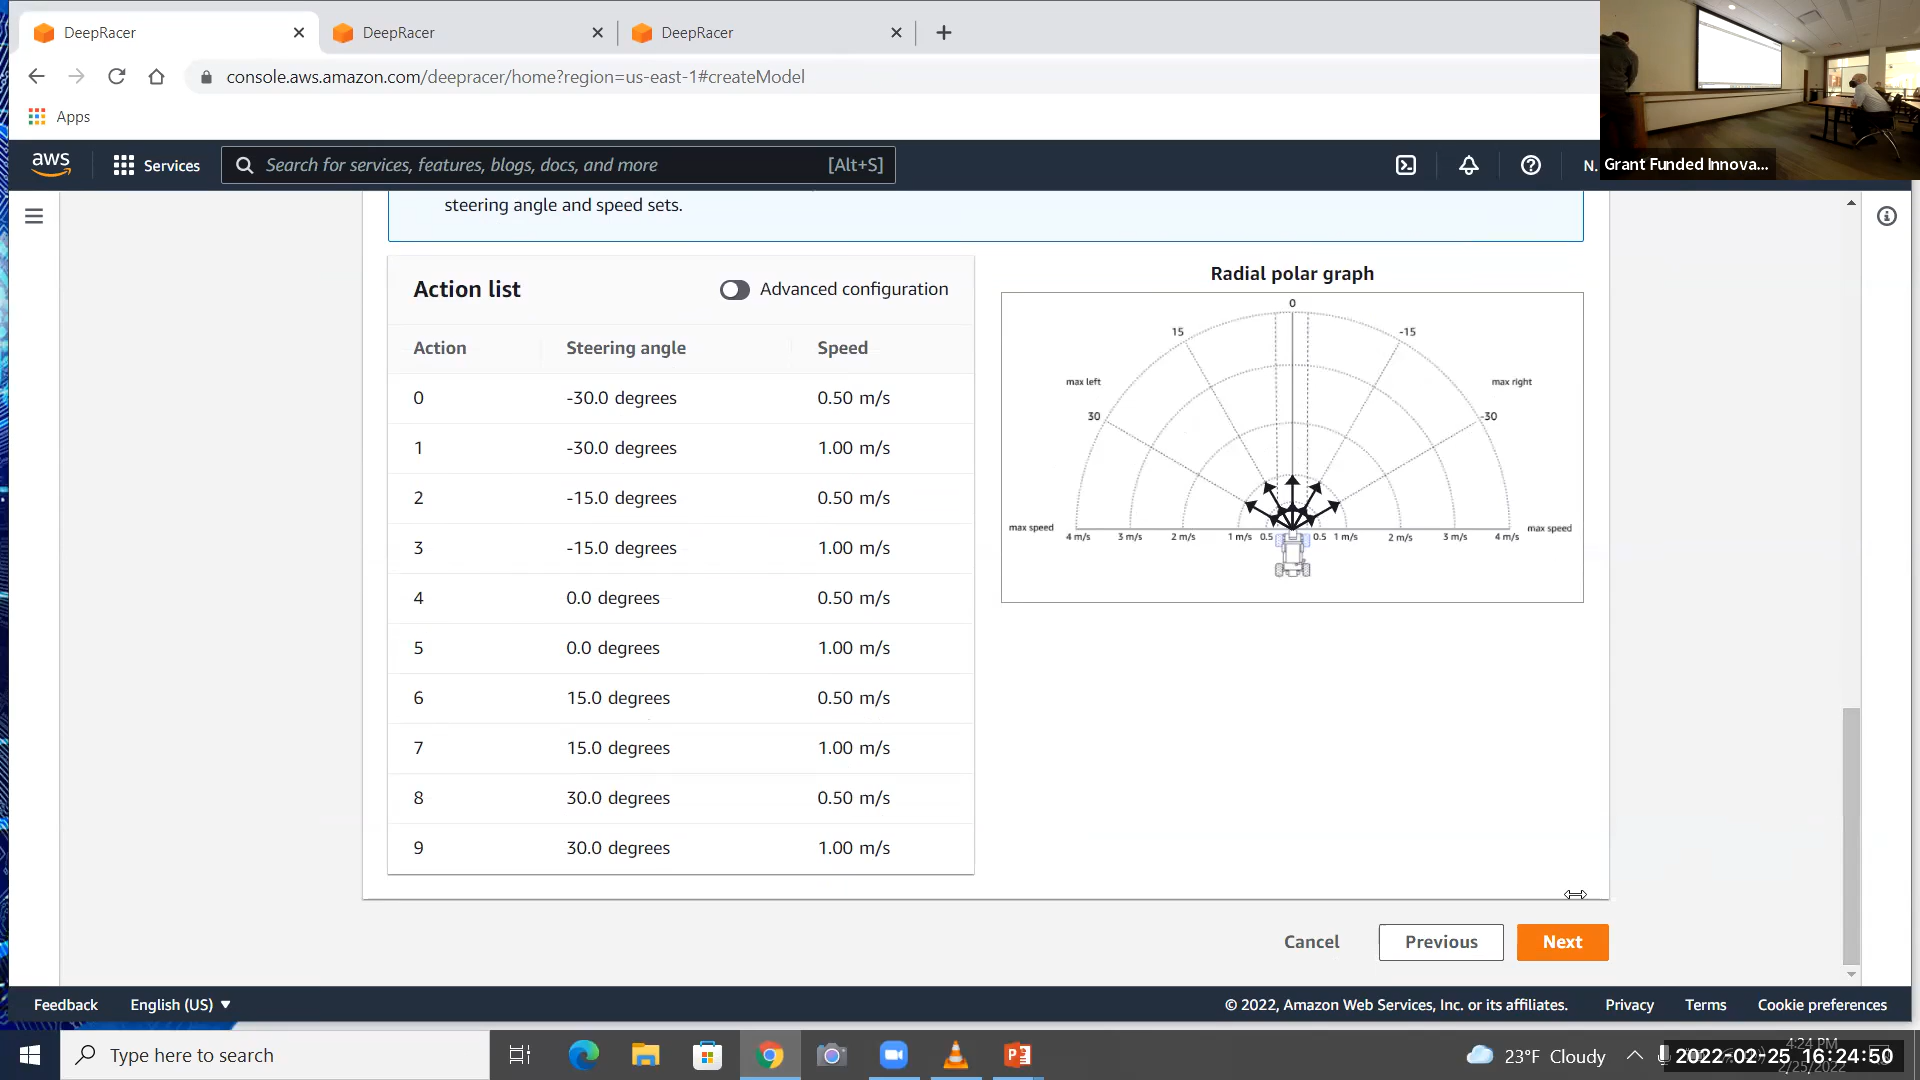 DeepRacer
DeepRacer
DeepRacer
console.aws.amazon.com/deepracer/home?region=us-east-1#createModel
Apps
aws
Services
Search for services, features, blogs, docs, and more
[Alt+S]
N.
Grant Funded Innova...
steering angle and speed sets.
Action list
Advanced configuration
Action Steering angle Speed
0 -30.0 degrees 0.50 m/s
1 -30.0 degrees 1.00 m/s
2 -15.0 degrees 0.50 m/s
3 -15.0 degrees 1.00 m/s
4 0.0 degrees 0.50 m/s
5 0.0 degrees 1.00 m/s
6 15.0 degrees 0.50 m/s
7 15.0 degrees 1.00 m/s
8 30.0 degrees 0.50 m/s
9 30.0 degrees 1.00 m/s
Radial polar graph
0
15 -15
max left max right
30 -30
max speed max speed
4 m/s 3 m/s 2 m/s 1 m/s 0.5 0.5 1 m/s 2 m/s 3 m/s 4 m/s
Cancel Previous Next
Feedback English (US)
© 2022, Amazon Web Services, Inc. or its affiliates. Privacy Terms Cookie preferences
Type here to search
23°F Cloudy
4:24 PM
2022-02-25 16:24:50
2/25/2022